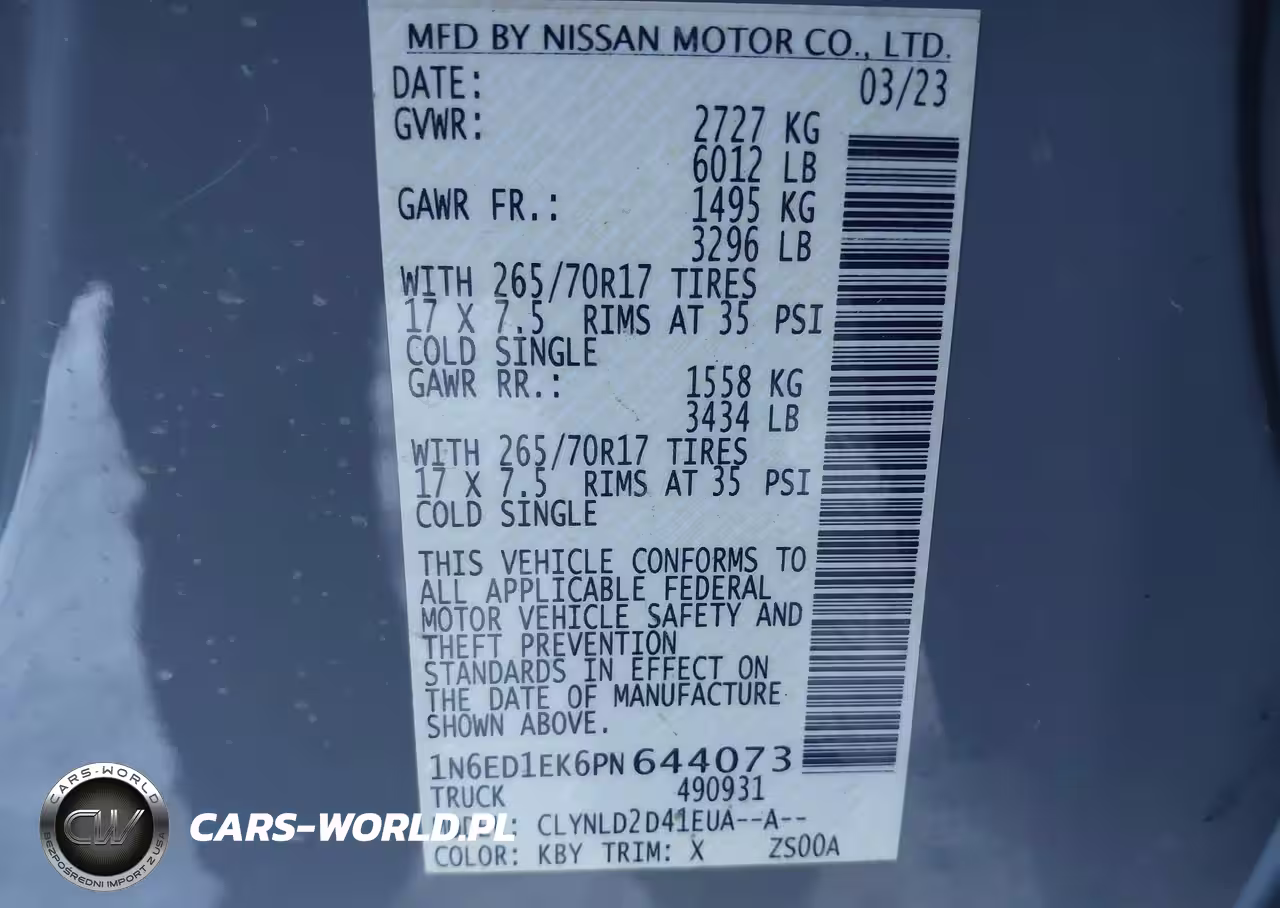 MFD BY NISSAN MOTOR CO., LTD.
DATE: 03/23
GVWR: 2727 KG
6012 LB
GAWR FR.: 1495 KG
3296 LB
WITH 265/70R17 TIRES
17 X 7.5 RIMS AT 35 PSI
COLD SINGLE
GAWR RR.: 1558 KG
3434 LB
WITH 265/70R17 TIRES
17 X 7.5 RIMS AT 35 PSI
COLD SINGLE
THIS VEHICLE CONFORMS TO
ALL APPLICABLE FEDERAL
MOTOR VEHICLE SAFETY AND
THEFT PREVENTION
STANDARDS IN EFFECT ON
THE DATE OF MANUFACTURE
SHOWN ABOVE.
1N6ED1EK6PN644073
TRUCK 490931
CLYNLD2D41EUA--A--
COLOR: KBY TRIM: X ZS00A
CARS-WORLD
CW
BEZPOŚREDNI IMPORT Z USA
CARS-WORLD.PL